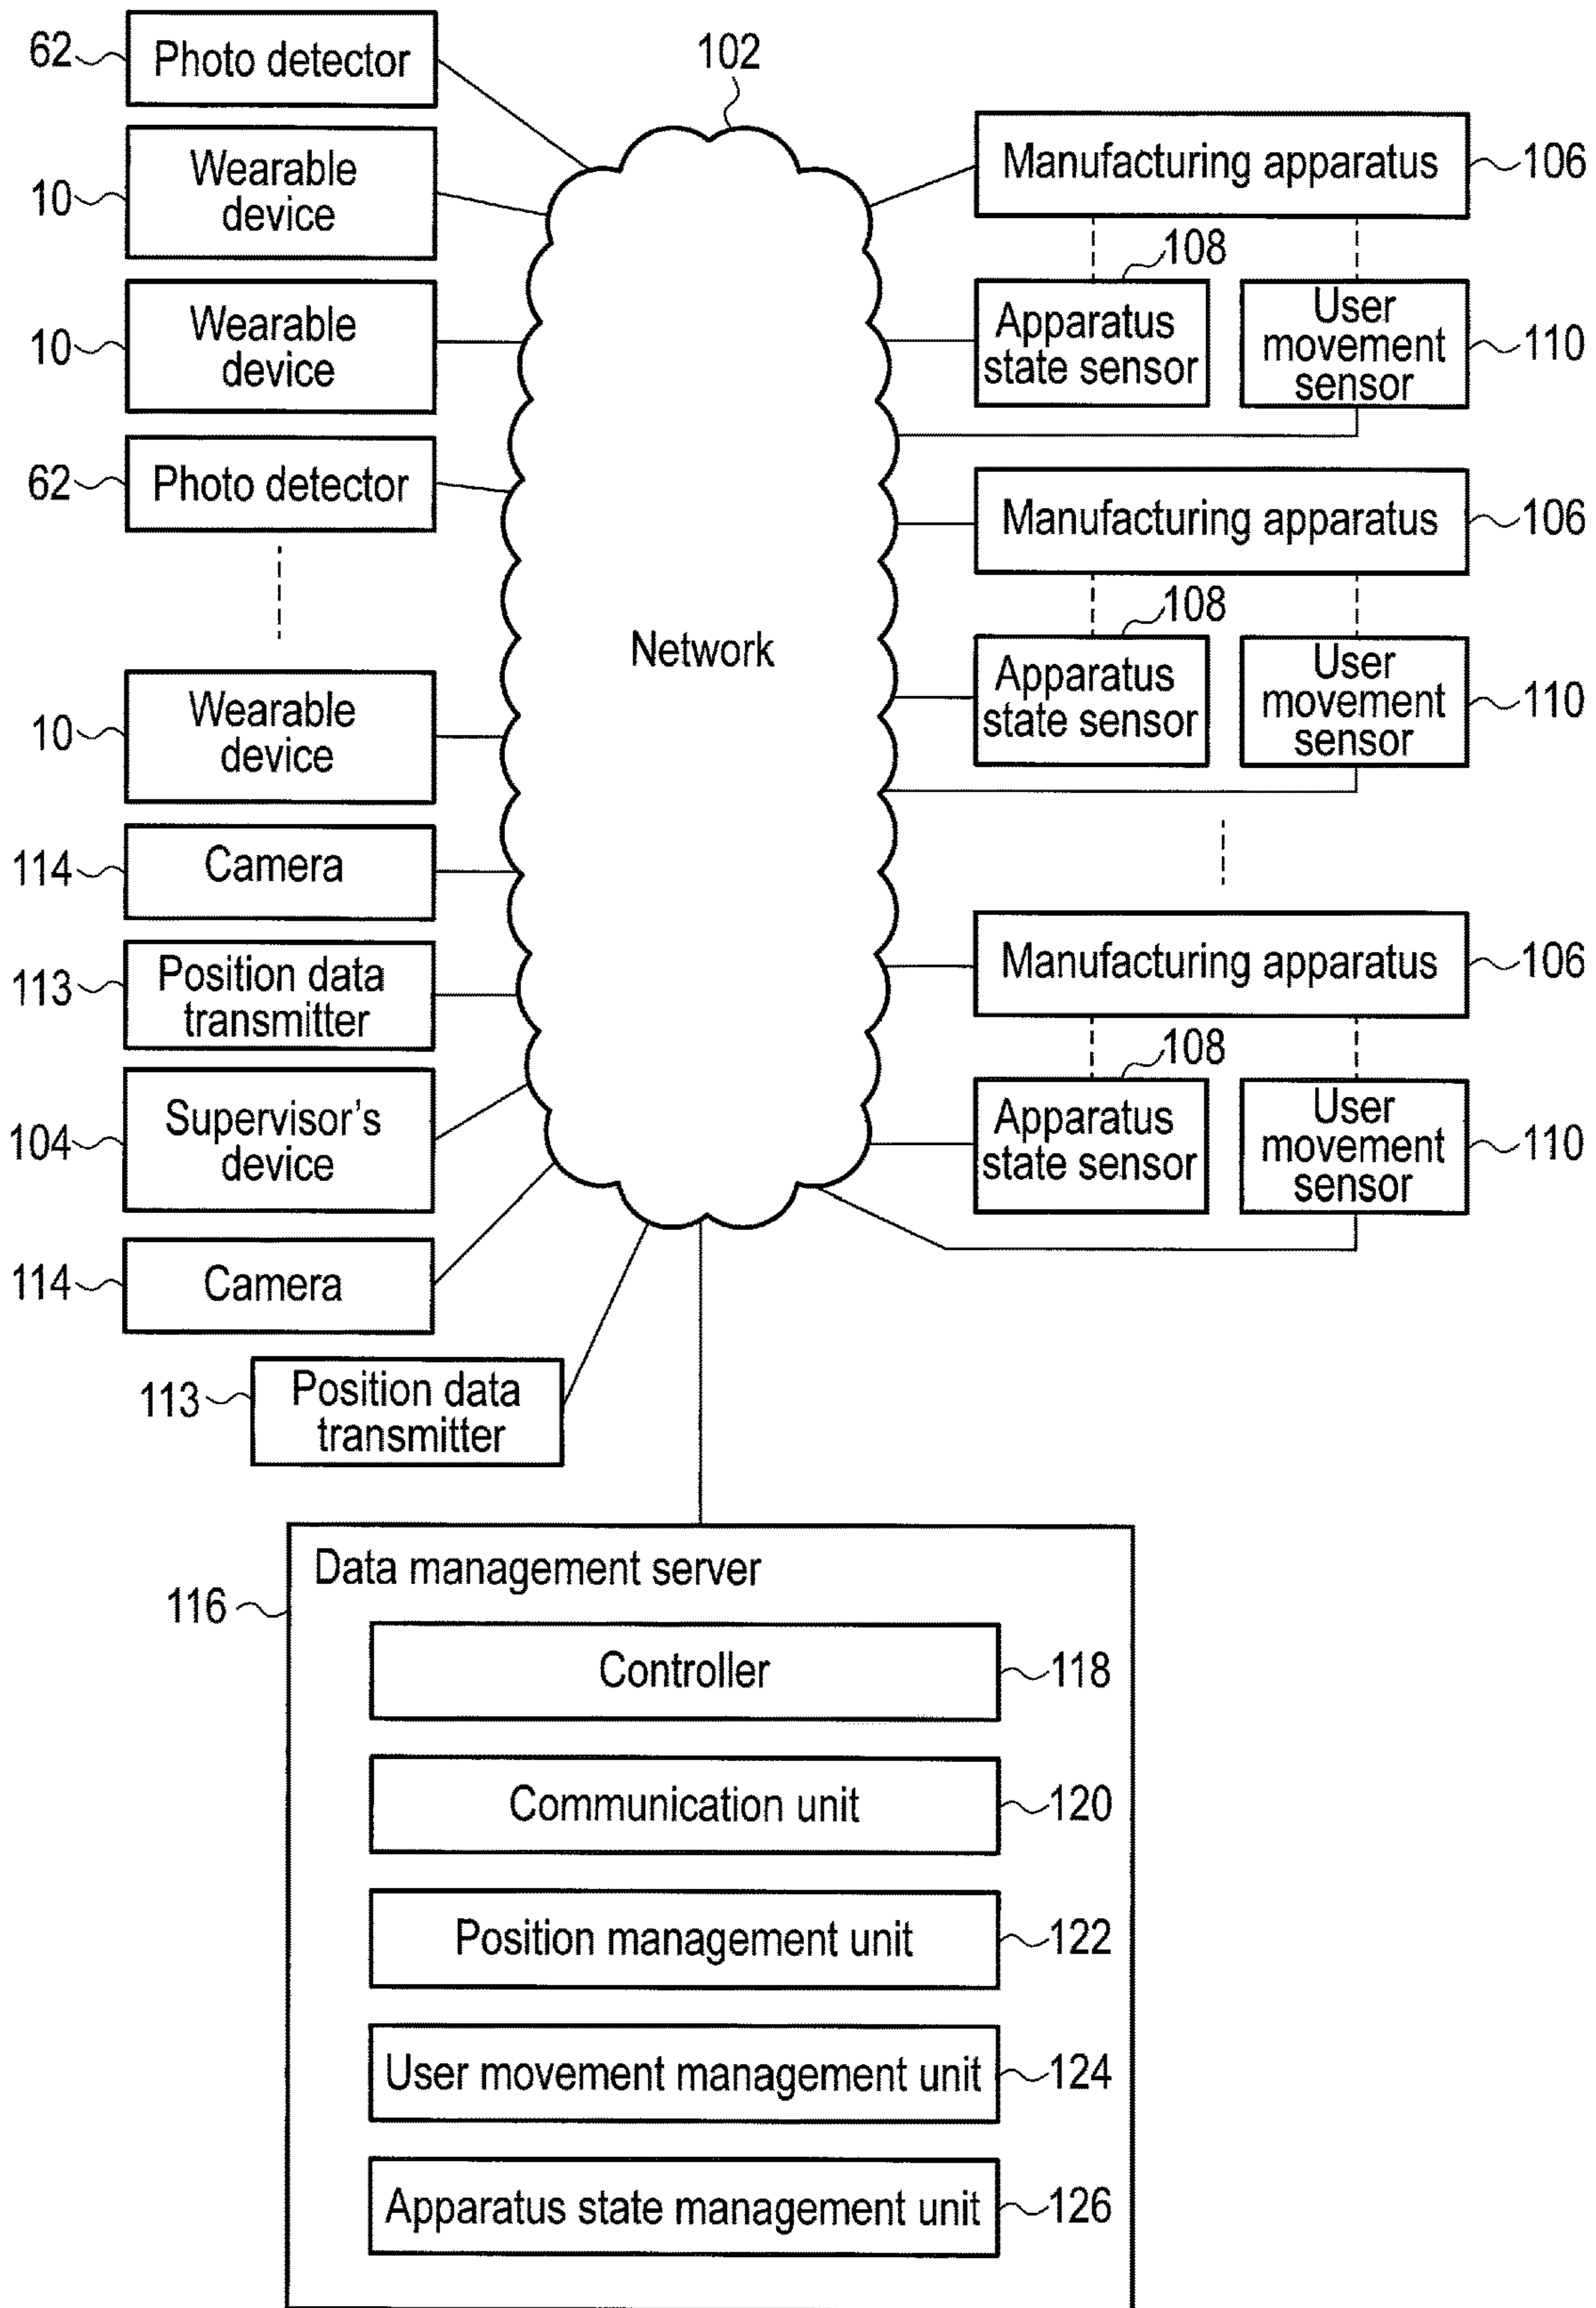 62
Photo detector
102
10
Wearable
device
10
Wearable
device
62
Photo detector
10
Wearable
device
114
Camera
113
Position data
transmitter
104
Supervisor's
device
114
Camera
113
Position data
transmitter
Network
Manufacturing apparatus
106
108
Apparatus
state sensor
User
movement
sensor
110
Manufacturing apparatus
106
108
Apparatus
state sensor
User
movement
sensor
110
Manufacturing apparatus
106
108
Apparatus
state sensor
User
movement
sensor
110
116
Data management server
Controller
118
Communication unit
120
Position management unit
122
User movement management unit
124
Apparatus state management unit
126